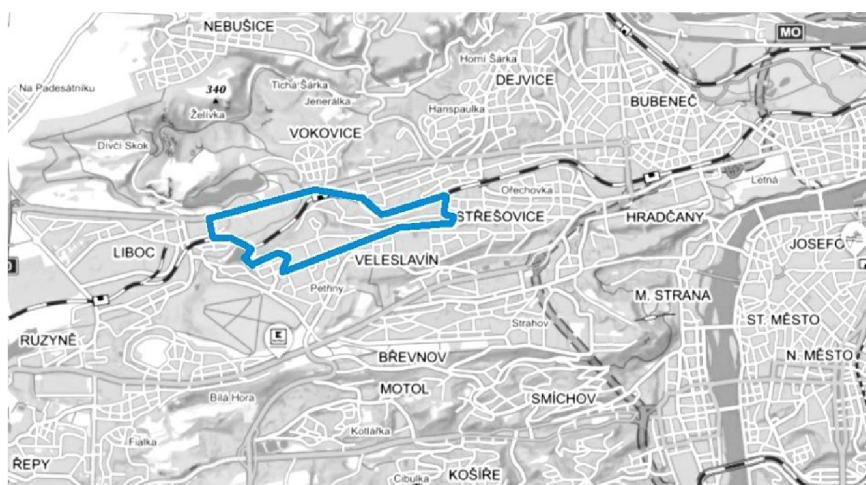 NEBUŠICE
MO
Na Padesátníku
340
Želivka
Tichá Šárka
Jenerálka
Horní Šárka
DEJVICE
Hanspaulka
BUBENEČ
Dívčí Skok
VOKOVICE
Ořechovka
Letná
STŘEŠOVICE
HRADČANY
LIBOC
VELESLAVÍN
JOSEFO
Petřiny
M. STRANA
ST. MĚSTO
RUZYNĚ
E
Strahov
BŘEVNOV
N. MĚSTO
Bílá Hora
MOTOL
SMÍCHOV
Fialka
Kotlářka
ŘEPY
Cibulka
KOŠÍŘE